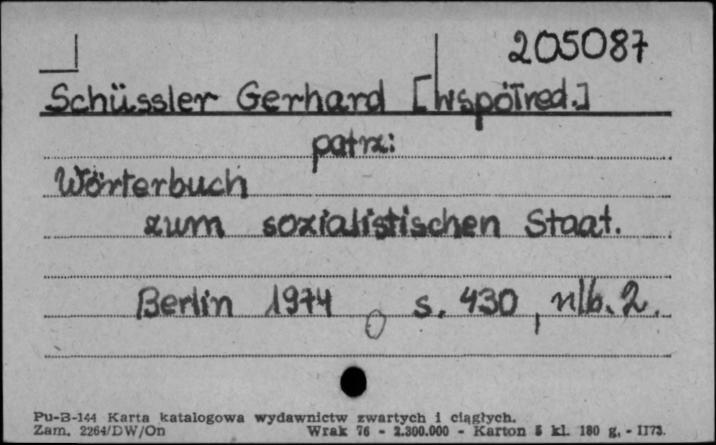 205087
Schüssler Gerhard [współred.]
patrz:
Wörterbuch
zum sozialistischen Staat.
Berlin 1974 s. 430, nlb. 2.
Pu-B-144 Karta katalogowa wydawnictw zwartych i ciągłych.
Zam. 2264/DW/On Wrak 76 - 2.300.000 - Karton 5 kl. 180 g. - II73.